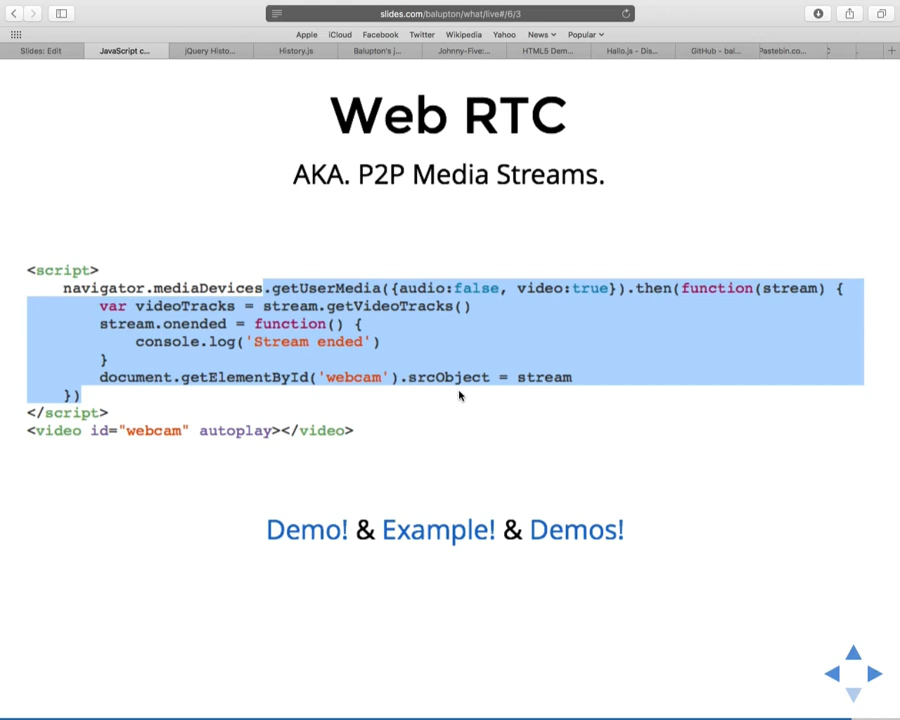 slides.com/balupton/what/live#/6/3
Apple iCloud Facebook Twitter Wikipedia Yahoo News Popular
Slides: Edit JavaScript c... jQuery Histo... History.js Balupton's j... Johnny-Five:... HTML5 Dem... Hallo.js - Dis... GitHub - bal... Pastebin.co...
Web RTC
AKA. P2P Media Streams.
<script>
navigator.mediaDevices.getUserMedia({audio:false, video:true}).then(function(stream) {
var videoTracks = stream.getVideoTracks()
stream.onended = function() {
console.log('Stream ended')
}
document.getElementById('webcam').srcObject = stream
})
</script>
<video id="webcam" autoplay></video>
Demo! & Example! & Demos!